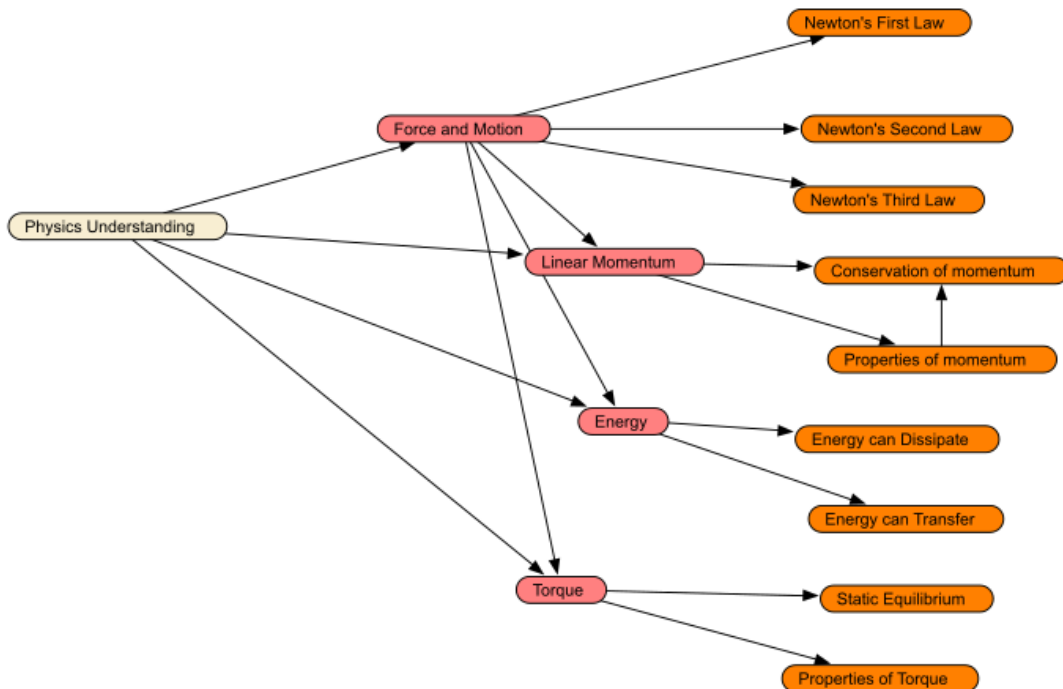 Newton's First Law
Force and Motion
Newton's Second Law
Newton's Third Law
Physics Understanding
Linear Momentum
Conservation of momentum
Properties of momentum
Energy
Energy can Dissipate
Energy can Transfer
Torque
Static Equilibrium
Properties of Torque